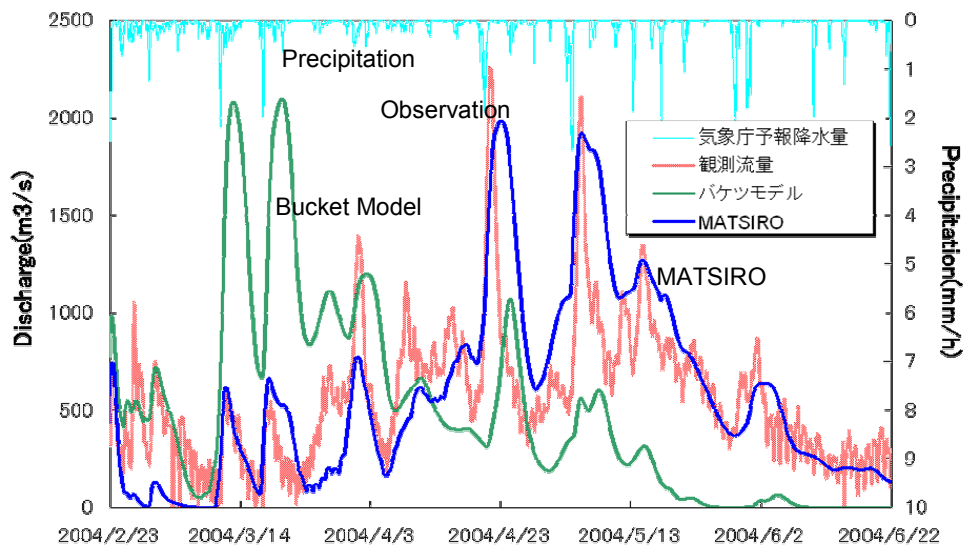 2500
2000
1500
1000
500
0
Discharge(m3/s)
0
1
2
3
4
5
6
7
8
9
10
Precipitation(mm/h)
Precipitation
Observation
Bucket Model
MATSIRO
気象庁予報降水量
観測流量
バケツモデル
MATSIRO
2004/2/23
2004/3/14
2004/4/3
2004/4/23
2004/5/13
2004/6/2
2004/6/22